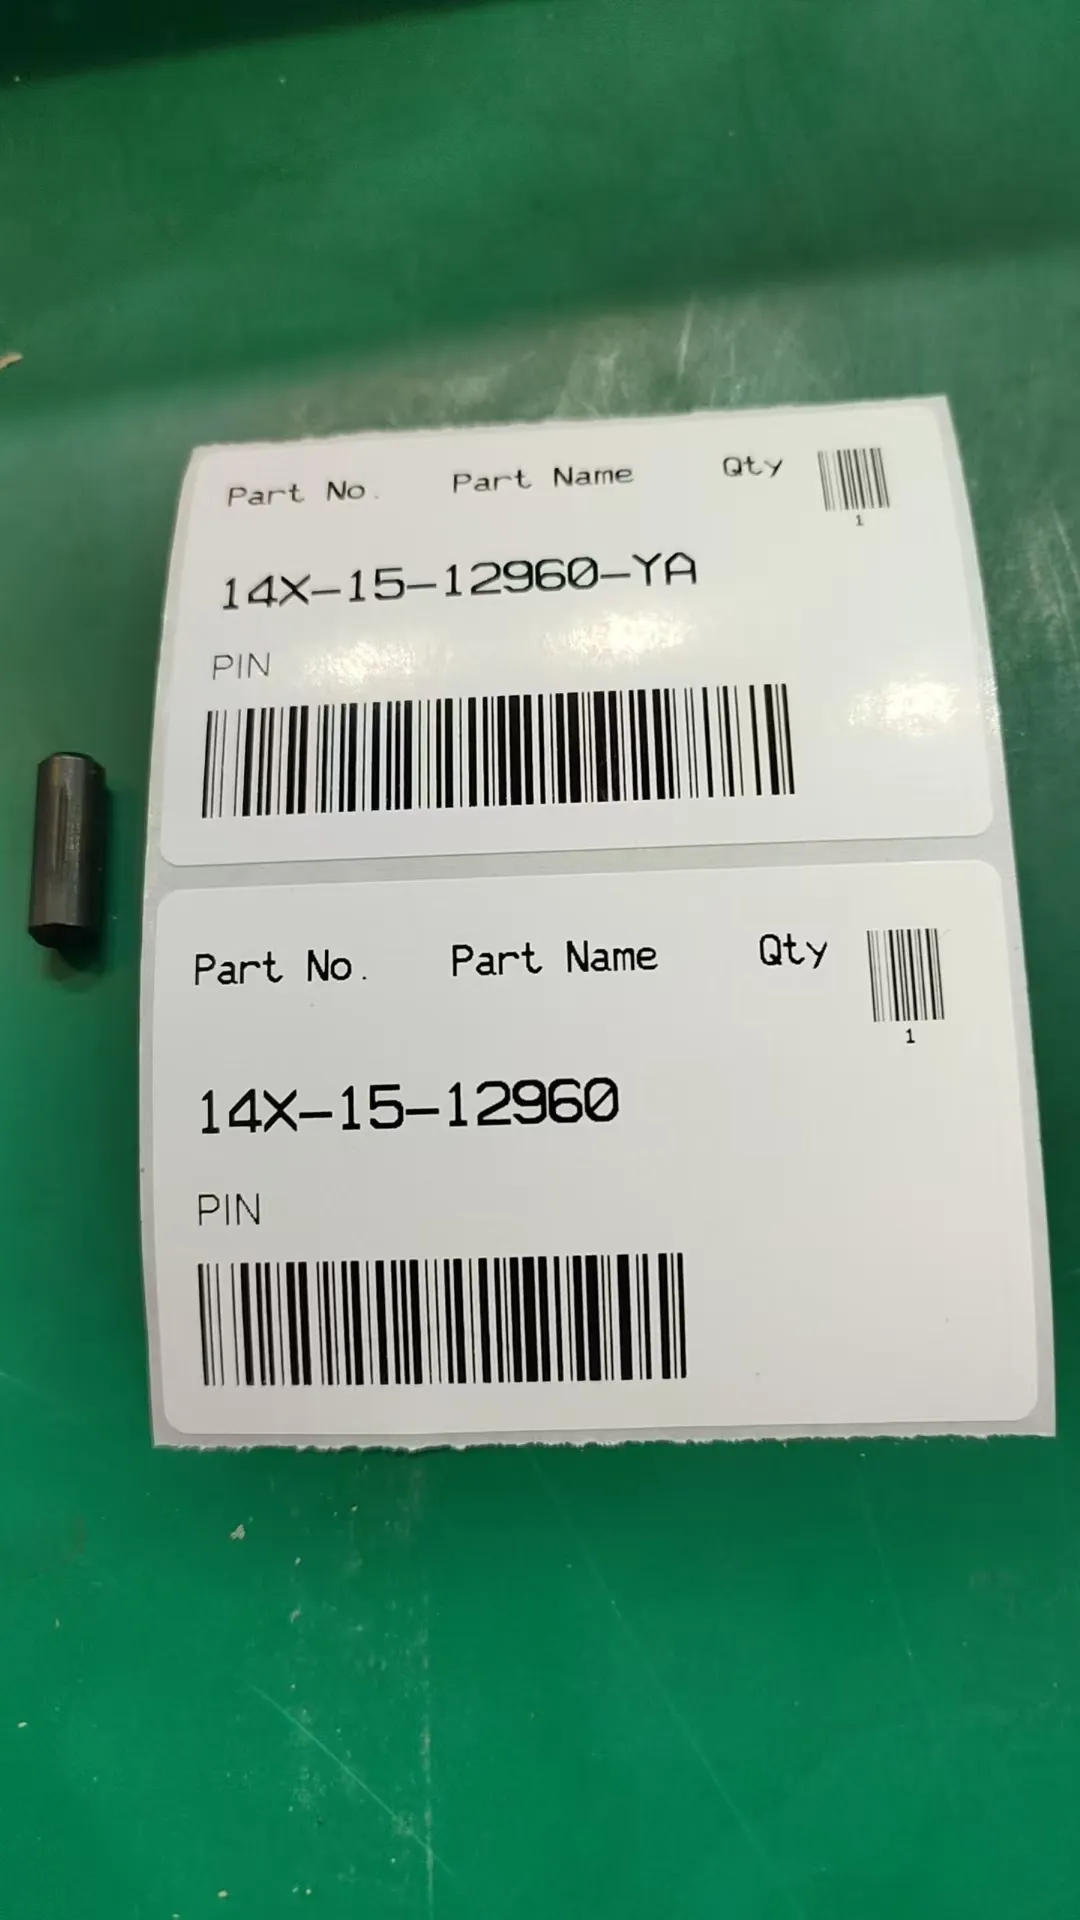 Part No. Part Name Qty
1
14X-15-12960-YA
PIN
Part No. Part Name Qty
1
14X-15-12960
PIN